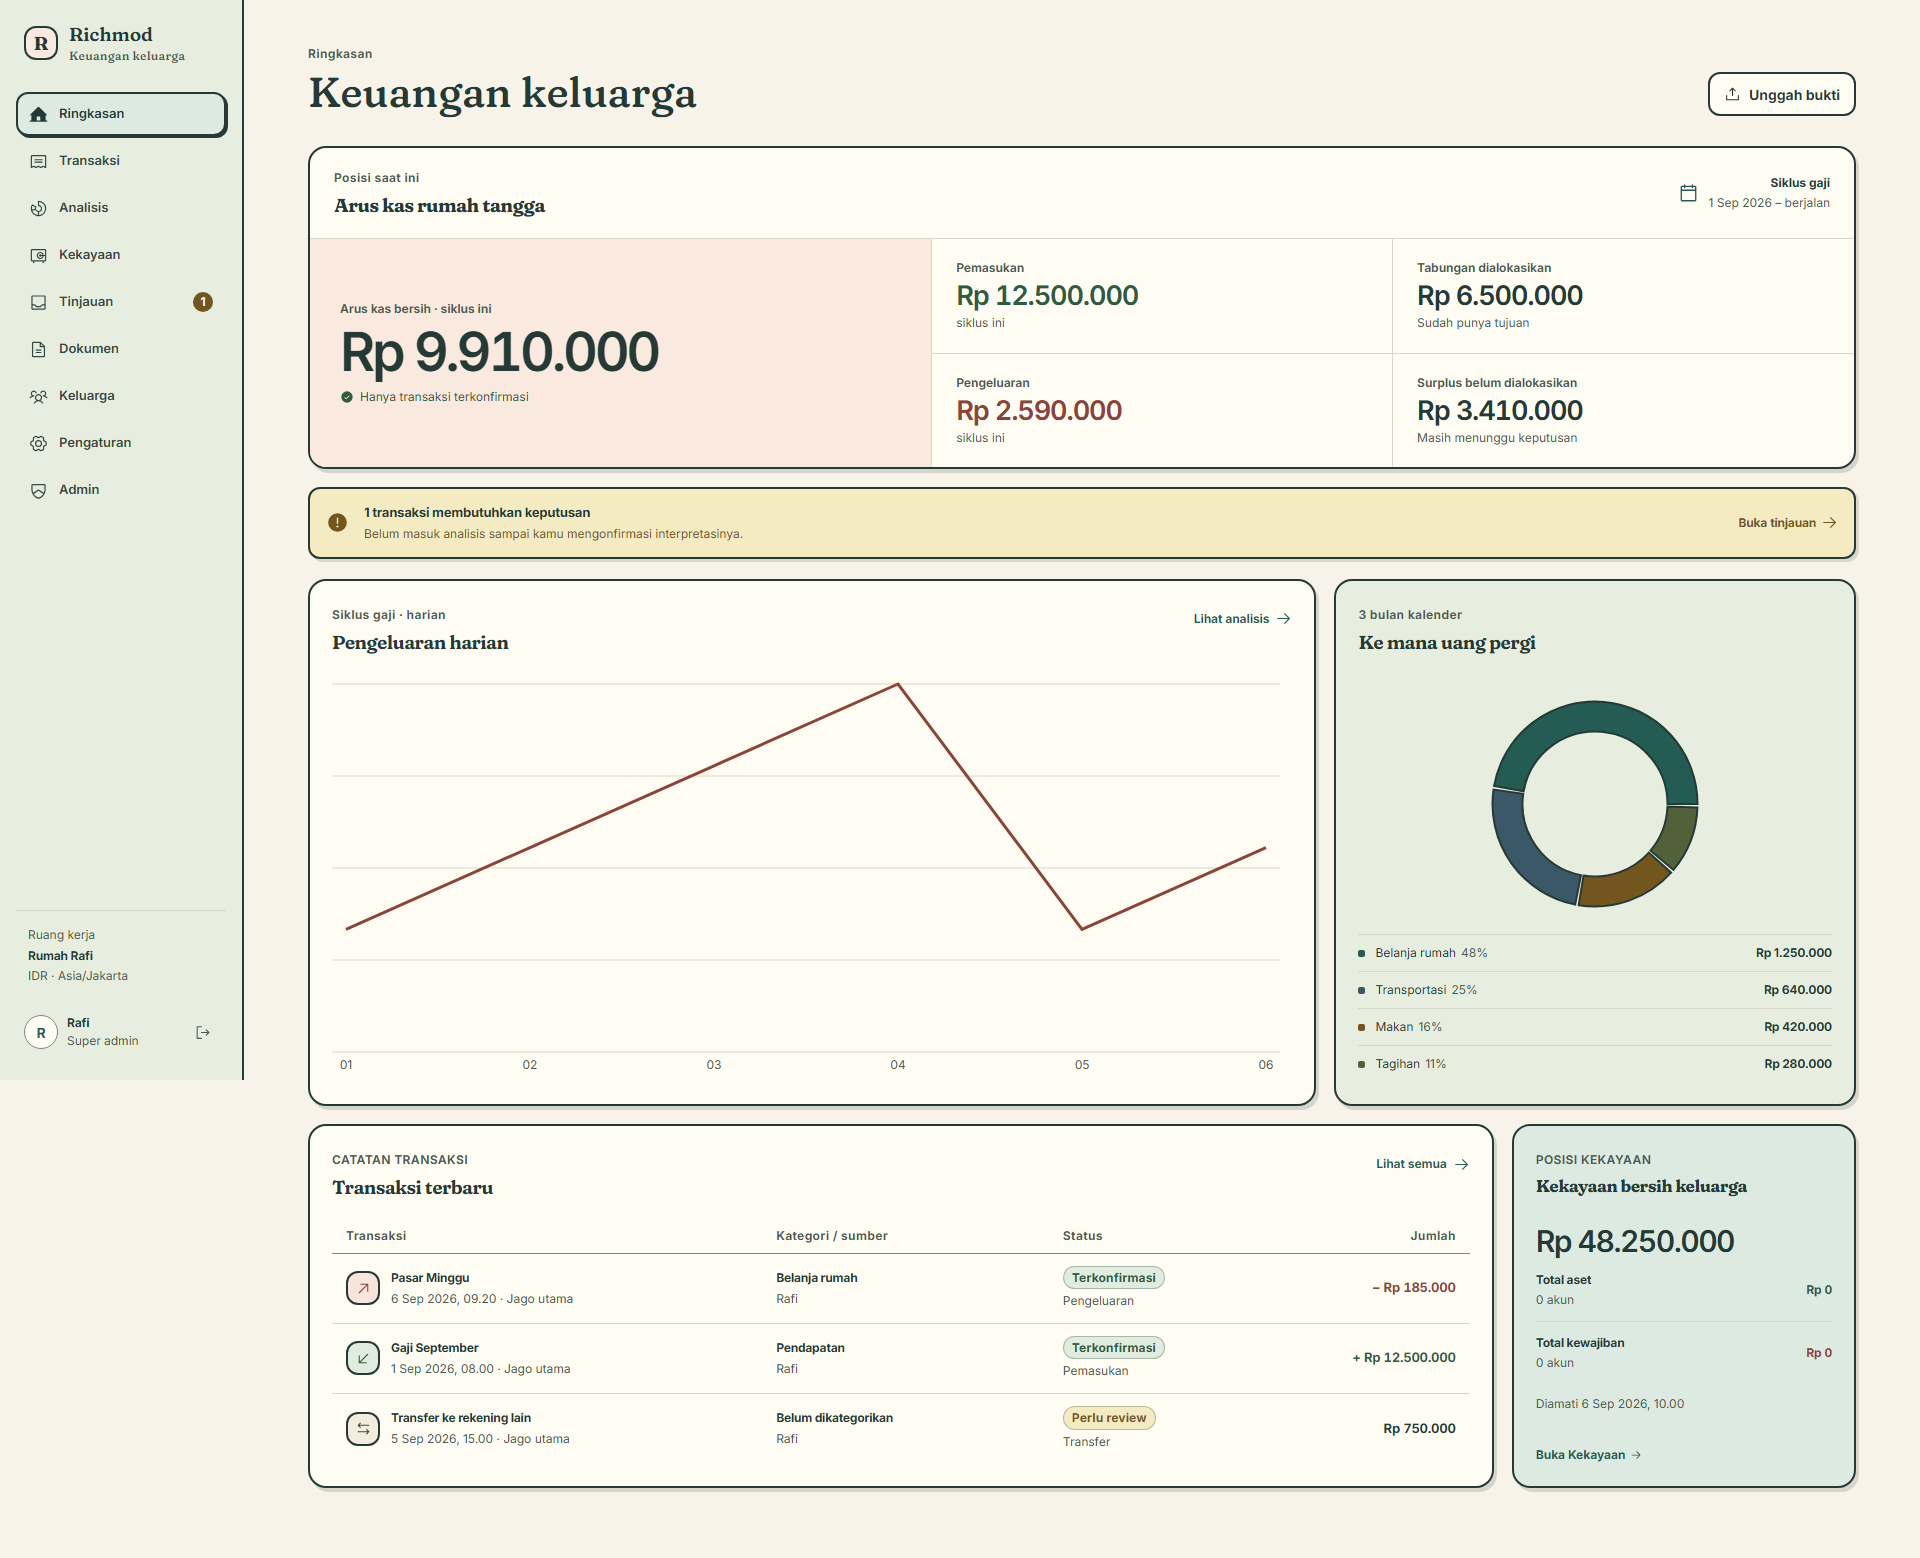 R
Richmod
Keuangan keluarga
Ringkasan
Transaksi
Analisis
Kekayaan
Tinjauan 1
Dokumen
Keluarga
Pengaturan
Admin
Ruang kerja
Rumah Rafi
IDR · Asia/Jakarta
R
Rafi
Super admin
Ringkasan
Keuangan keluarga
Unggah bukti
Posisi saat ini
Arus kas rumah tangga
Siklus gaji
1 Sep 2026 – berjalan
Arus kas bersih · siklus ini
Rp 9.910.000
Hanya transaksi terkonfirmasi
Pemasukan
Rp 12.500.000
siklus ini
Tabungan dialokasikan
Rp 6.500.000
Sudah punya tujuan
Pengeluaran
Rp 2.590.000
siklus ini
Surplus belum dialokasikan
Rp 3.410.000
Masih menunggu keputusan
1 transaksi membutuhkan keputusan
Belum masuk analisis sampai kamu mengonfirmasi interpretasinya.
Buka tinjauan →
Siklus gaji · harian
Pengeluaran harian
Lihat analisis →
01 02 03 04 05 06
3 bulan kalender
Ke mana uang pergi
Belanja rumah 48% Rp 1.250.000
Transportasi 25% Rp 640.000
Makan 16% Rp 420.000
Tagihan 11% Rp 280.000
CATATAN TRANSAKSI
Transaksi terbaru
Lihat semua →
Transaksi Kategori / sumber Status Jumlah
Pasar Minggu Belanja rumah Terkonfirmasi – Rp 185.000
6 Sep 2026, 09.20 · Jago utama Rafi Pengeluaran
Gaji September Pendapatan Terkonfirmasi + Rp 12.500.000
1 Sep 2026, 08.00 · Jago utama Rafi Pemasukan
Transfer ke rekening lain Belum dikategorikan Perlu review Rp 750.000
5 Sep 2026, 15.00 · Jago utama Rafi Transfer
POSISI KEKAYAAN
Kekayaan bersih keluarga
Rp 48.250.000
Total aset Rp 0
0 akun
Total kewajiban Rp 0
0 akun
Diamati 6 Sep 2026, 10.00
Buka Kekayaan →